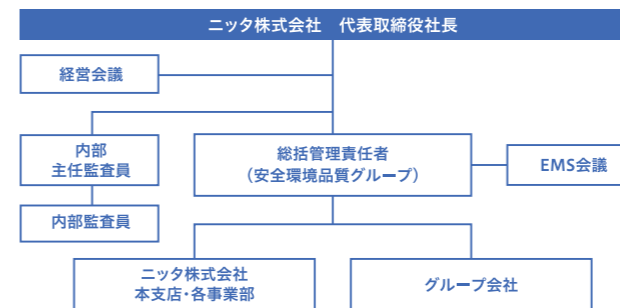 ニッタ株式会社　代表取締役社長
経営会議
内部
主任監査員
総括管理責任者
（安全環境品質グループ）
EMS会議
内部監査員
ニッタ株式会社
本支店・各事業部
グループ会社